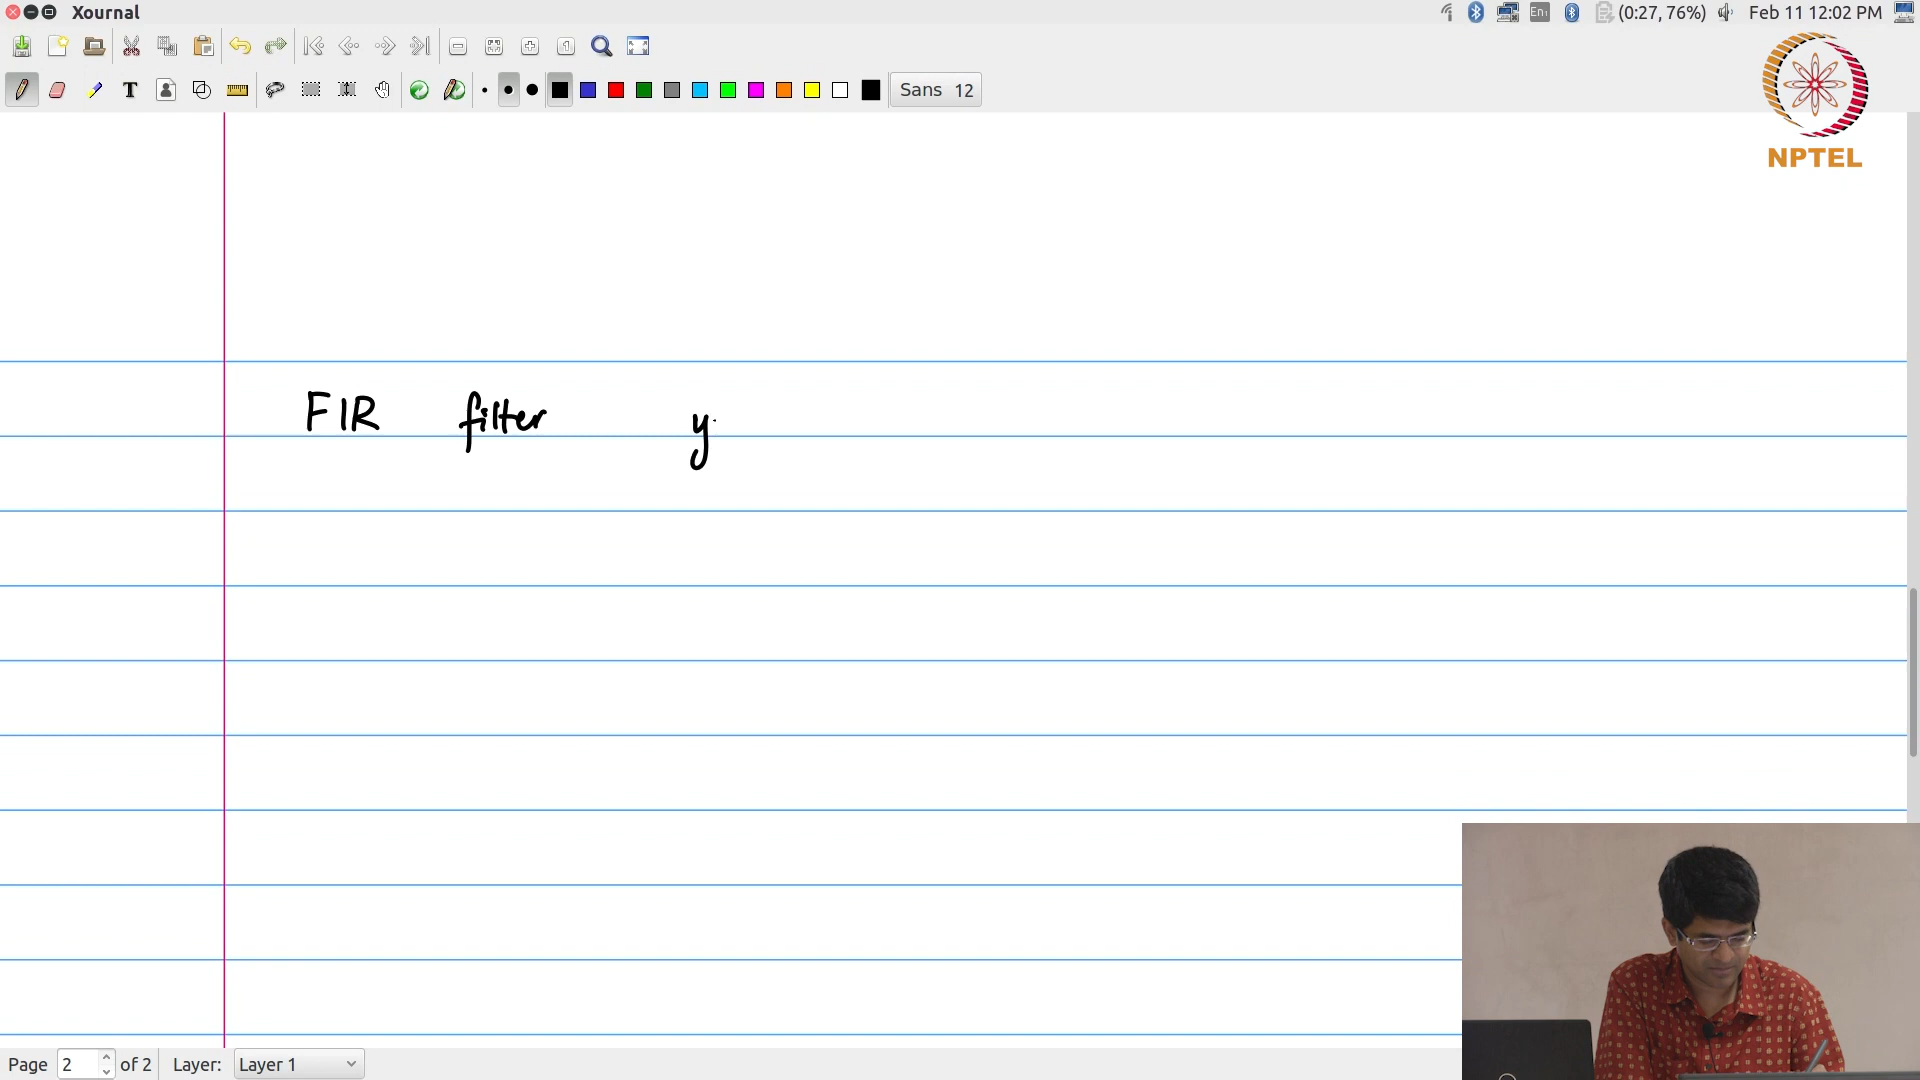 Xournal
En1
(0:27, 76%)
Feb 11 12:02 PM
T
Sans 12
NPTEL
FIR filter y
Page 2 of 2 Layer: Layer 1